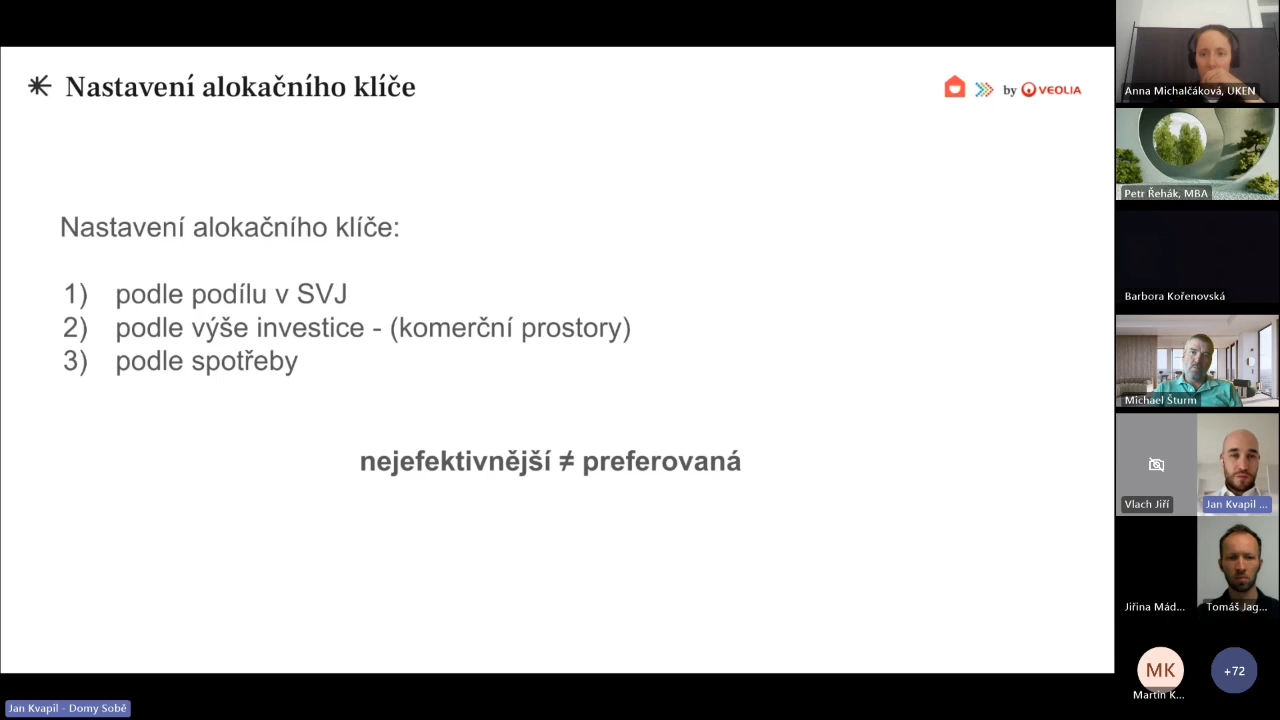 Nastavení alokačního klíče
by VEOLIA
Nastavení alokačního klíče:
1) podle podílu v SVJ
2) podle výše investice - (komerční prostory)
3) podle spotřeby
nejefektivnější ≠ preferovaná
Anna Michalčáková, UKEN
Petr Řehák, MBA
Barbora Kořenovská
Michael Šturm
Vlach Jiří
Jan Kvapil ...
Jiřina Mád...
Tomáš Jag...
MK
Martin K...
+72
Jan Kvapil - Domy Sobě